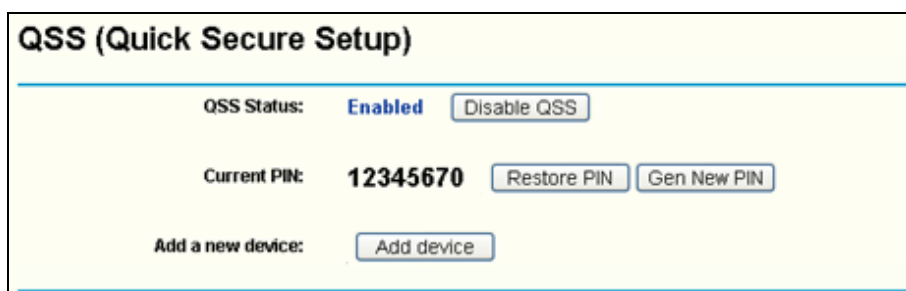 QSS (Quick Secure Setup)
QSS Status: Enabled Disable QSS
Current PIN: 12345670 Restore PIN Gen New PIN
Add a new device: Add device